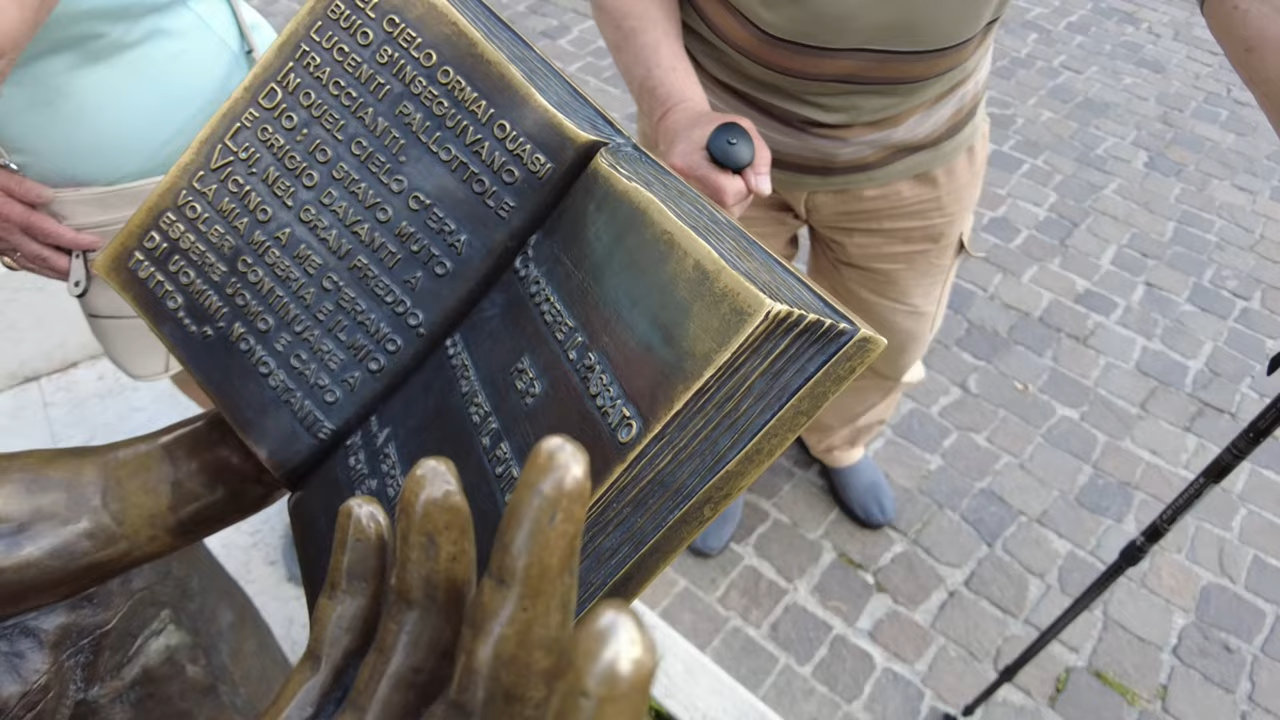 EL CIELO ORMAI QUASI
BUIO S'INSEGUIVANO
LUCENTI PALLOTTOLE
TRACCIANTI.
IN QUEL CIELO C'ERA
DIO; IO STAVO MUTO
E GRIGIO DAVANTI A
LUI, NEL GRAN FREDDO.
VICINO A ME C'ERANO
LA MIA MISERIA E IL MIO
VOLER CONTINUARE A
ESSERE UOMO E CAPO
DI UOMINI, NONOSTANTE
TUTTO..."
CONOSCERE IL PASSATO
PER
IL